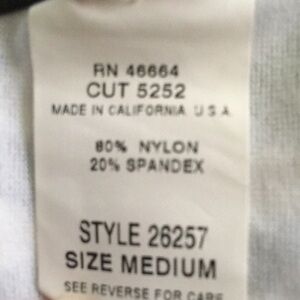 RN 46664
CUT 5252
MADE IN CALIFORNIA U.S.A.
80% NYLON
20% SPANDEX
STYLE 26257
SIZE MEDIUM
SEE REVERSE FOR CARE